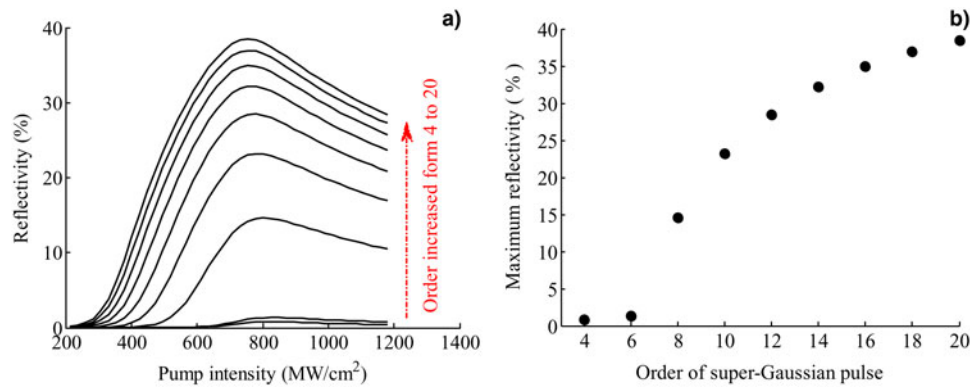 a)
40
30
20
10
0
Reflectivity (%)
200 400 600 800 1000 1200 1400
Pump intensity (MW/cm²)
Order increased form 4 to 20
b)
40
35
30
25
20
15
10
5
0
Maximum reflectivity ( % )
4 6 8 10 12 14 16 18 20
Order of super-Gaussian pulse